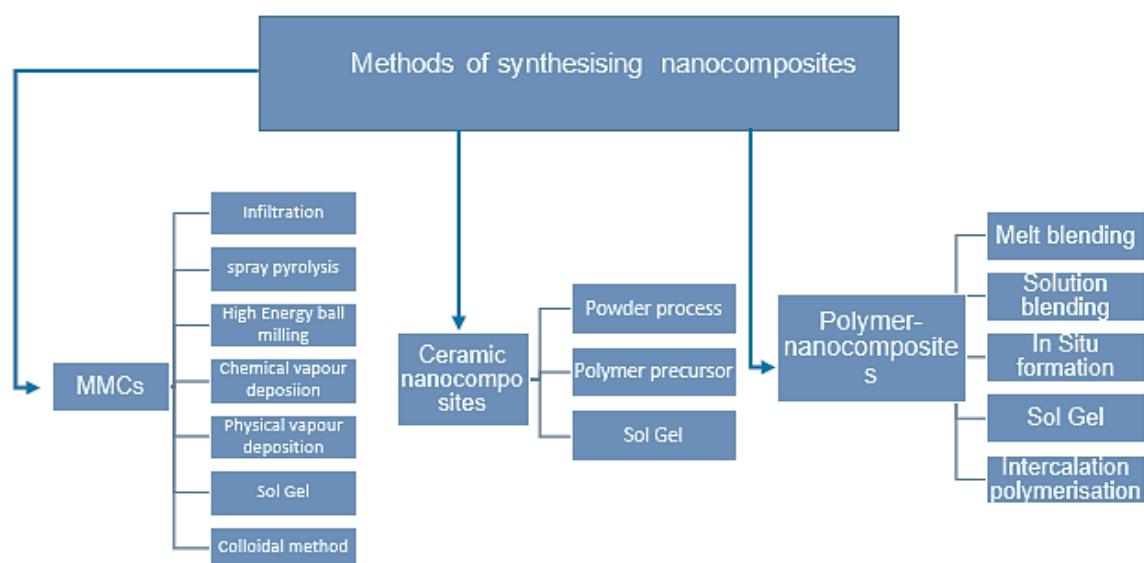 Methods of synthesising nanocomposites
MMCs
Infiltration
spray pyrolysis
High Energy ball
milling
Chemical vapour
deposiion
Physical vapour
deposition
Sol Gel
Colloidal method
Ceramic
nanocompo
sites
Powder process
Polymer precursor
Sol Gel
Polymer-
nanocomposite
s
Melt blending
Solution
blending
In Situ
formation
Sol Gel
Intercalation
polymerisation